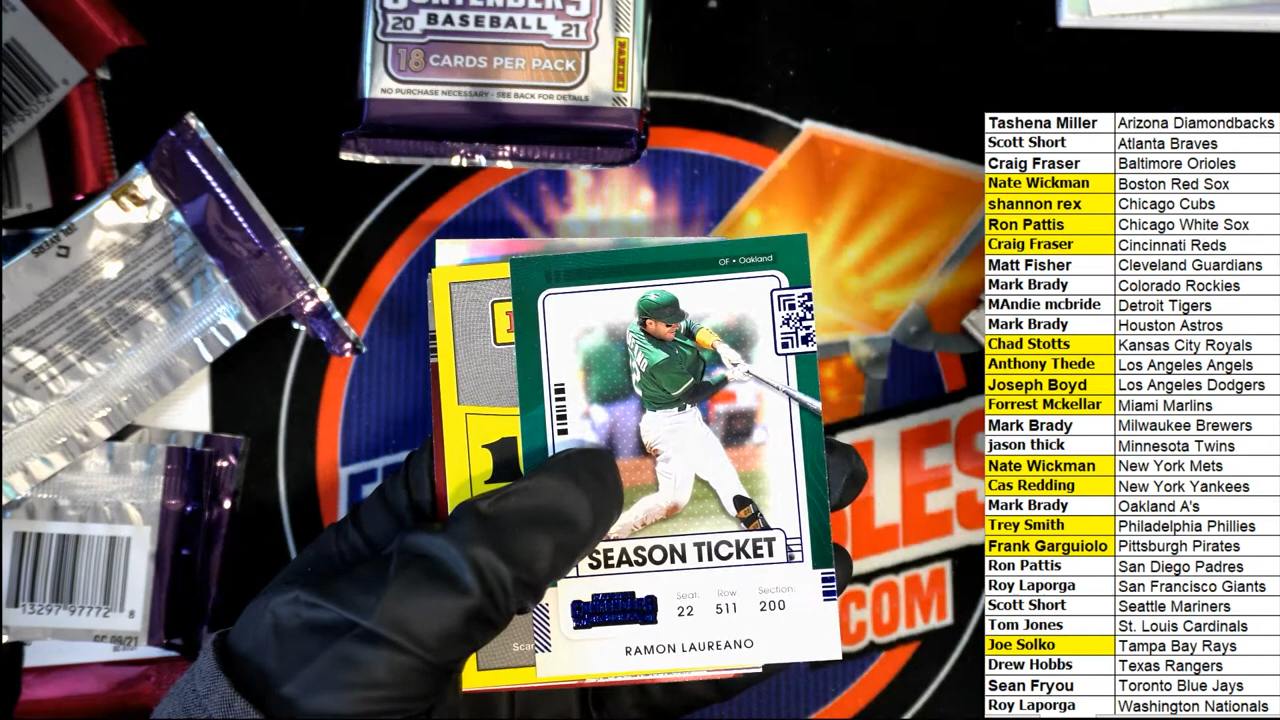 CONTENDERS
20 BASEBALL 21
18 CARDS PER PACK
PANINI
NO PURCHASE NECESSARY - SEE BACK FOR DETAILS
OF • Oakland
SEASON TICKET
CONTENDERS
Seat: Row Section:
22 511 200
RAMON LAUREANO
13297 97772 8
.COM
Tashena Miller Arizona Diamondbacks
Scott Short Atlanta Braves
Craig Fraser Baltimore Orioles
Nate Wickman Boston Red Sox
shannon rex Chicago Cubs
Ron Pattis Chicago White Sox
Craig Fraser Cincinnati Reds
Matt Fisher Cleveland Guardians
Mark Brady Colorado Rockies
MAndie mcbride Detroit Tigers
Mark Brady Houston Astros
Chad Stotts Kansas City Royals
Anthony Thede Los Angeles Angels
Joseph Boyd Los Angeles Dodgers
Forrest Mckellar Miami Marlins
Mark Brady Milwaukee Brewers
jason thick Minnesota Twins
Nate Wickman New York Mets
Cas Redding New York Yankees
Mark Brady Oakland A's
Trey Smith Philadelphia Phillies
Frank Garguiolo Pittsburgh Pirates
Ron Pattis San Diego Padres
Roy Laporga San Francisco Giants
Scott Short Seattle Mariners
Tom Jones St. Louis Cardinals
Joe Solko Tampa Bay Rays
Drew Hobbs Texas Rangers
Sean Fryou Toronto Blue Jays
Roy Laporga Washington Nationals